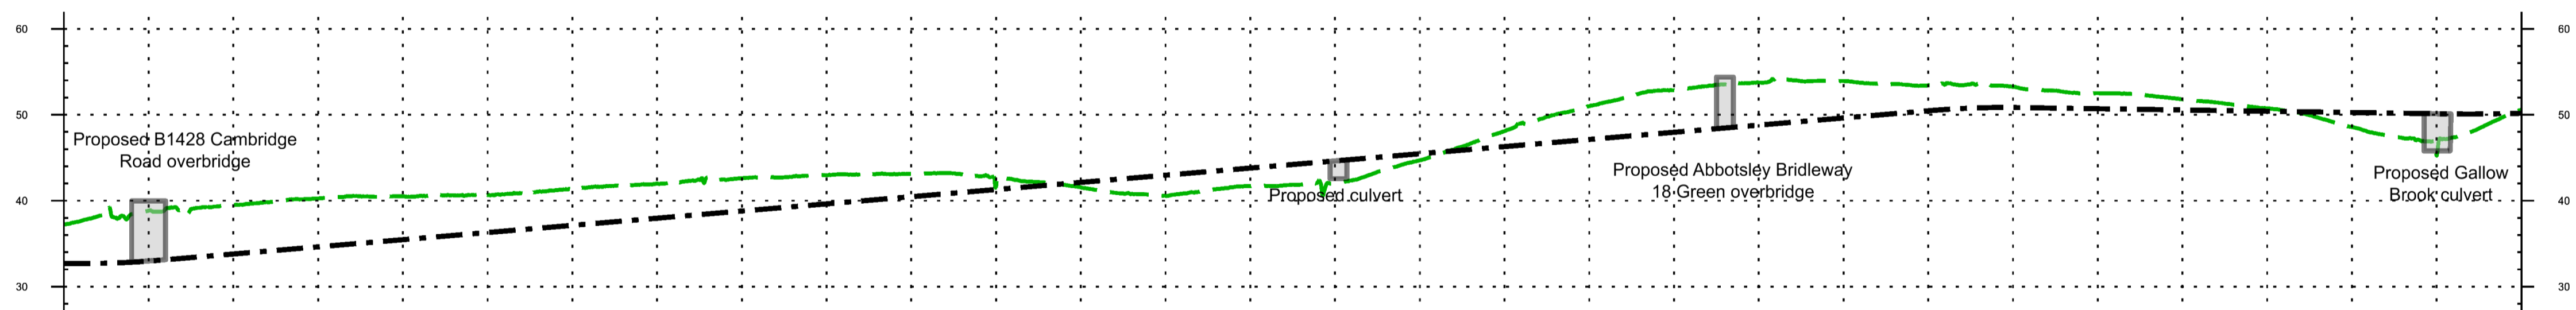 60
60
50
50
Proposed B1428 Cambridge
Road overbridge
Proposed Abbotsley Bridleway
18 Green overbridge
Proposed Gallow
Brook culvert
Proposed culvert
40
40
30
30